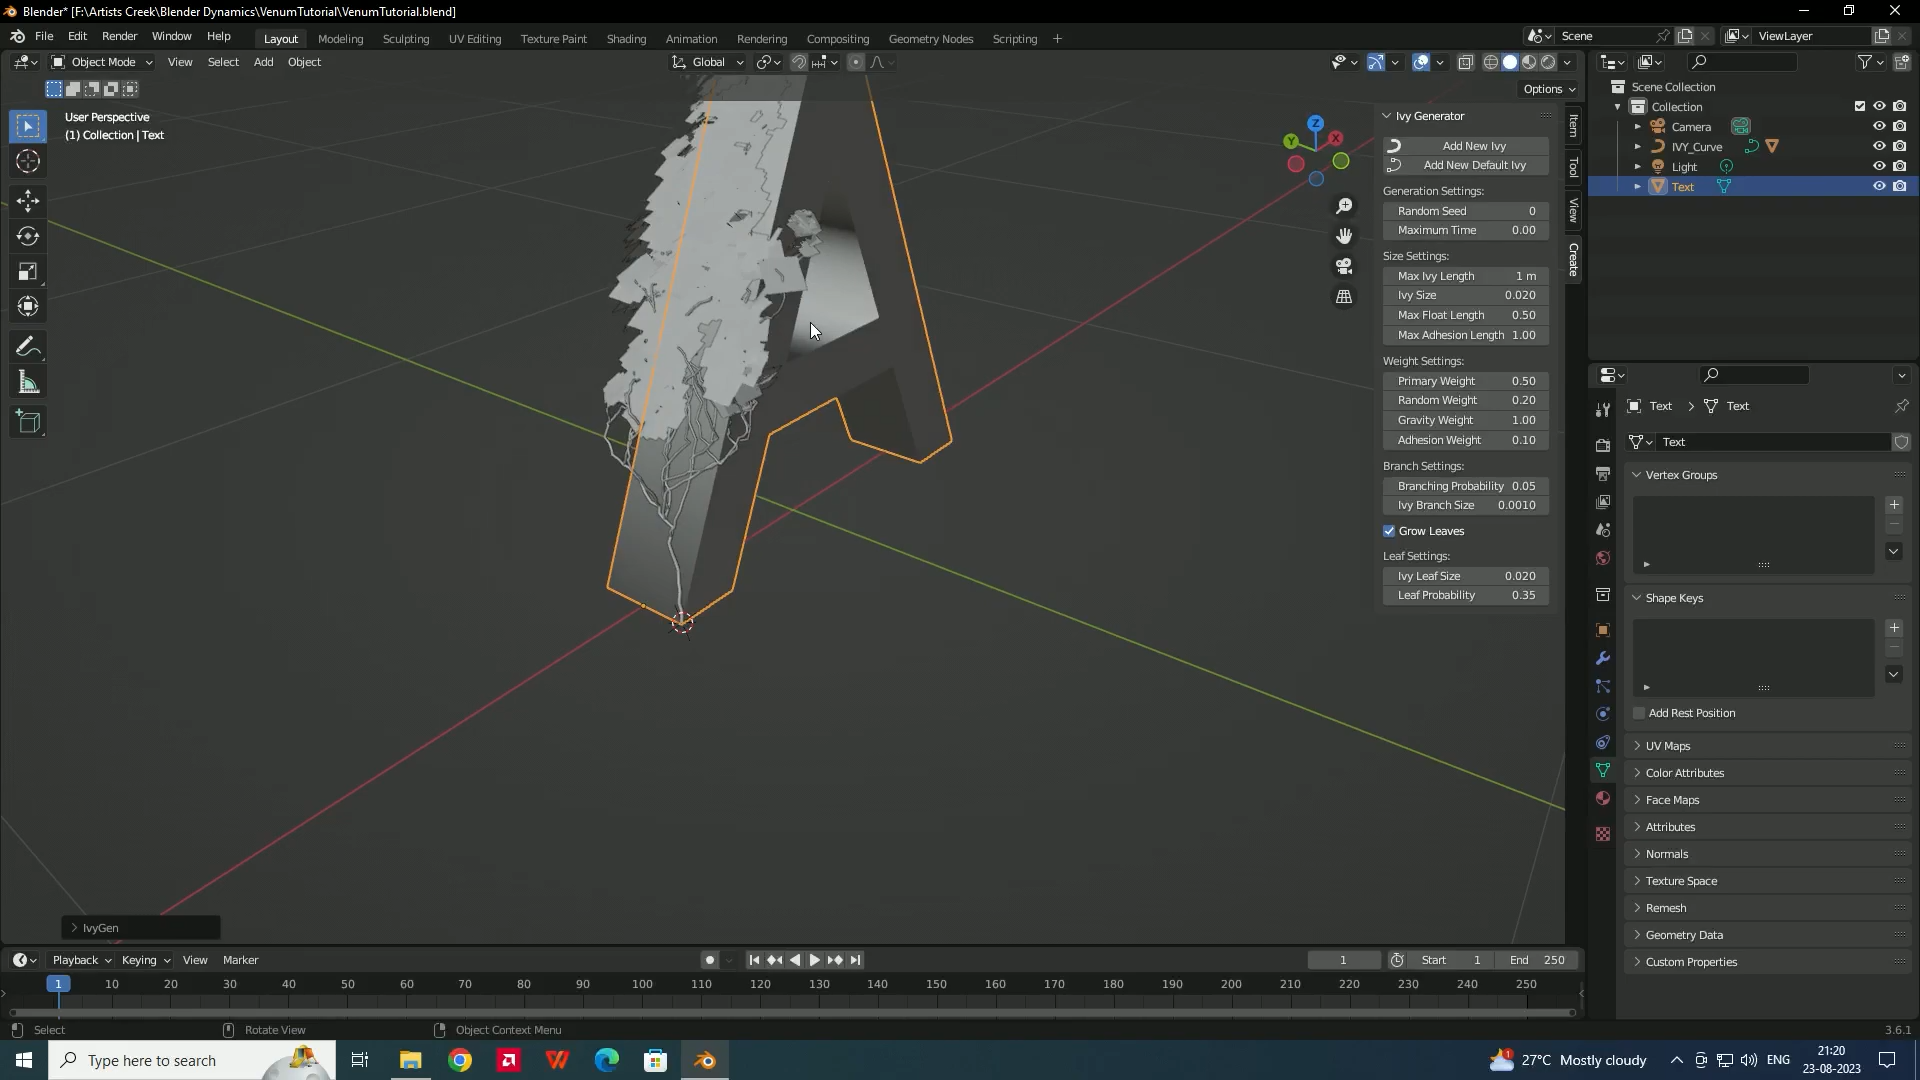 Blender* [F:\Artists Creek\Blender Dynamics\VenumTutorial\VenumTutorial.blend]
File Edit Render Window Help Layout Modeling Sculpting UV Editing Texture Paint Shading Animation Rendering Compositing Geometry Nodes Scripting + Scene ViewLayer
Object Mode View Select Add Object Global
Options
User Perspective
(1) Collection | Text
Ivy Generator
Add New Ivy
Add New Default Ivy
Generation Settings:
Random Seed 0
Maximum Time 0.00
Size Settings:
Max Ivy Length 1 m
Ivy Size 0.020
Max Float Length 0.50
Max Adhesion Length 1.00
Weight Settings:
Primary Weight 0.50
Random Weight 0.20
Gravity Weight 1.00
Adhesion Weight 0.10
Branch Settings:
Branching Probability 0.05
Ivy Branch Size 0.0010
Grow Leaves
Leaf Settings:
Ivy Leaf Size 0.020
Leaf Probability 0.35
Item
Tool
View
Create
Z
Y
X
Scene Collection
Collection
Camera
IVY_Curve
Light
Text
Text > Text
Text
Vertex Groups
Shape Keys
Add Rest Position
UV Maps
Color Attributes
Face Maps
Attributes
Normals
Texture Space
Remesh
Geometry Data
Custom Properties
IvyGen
Playback Keying View Marker 1 Start 1 End 250
1 10 20 30 40 50 60 70 80 90 100 110 120 130 140 150 160 170 180 190 200 210 220 230 240 250
Select Rotate View Object Context Menu 3.6.1
Type here to search
27°C Mostly cloudy ENG
21:20
23-08-2023